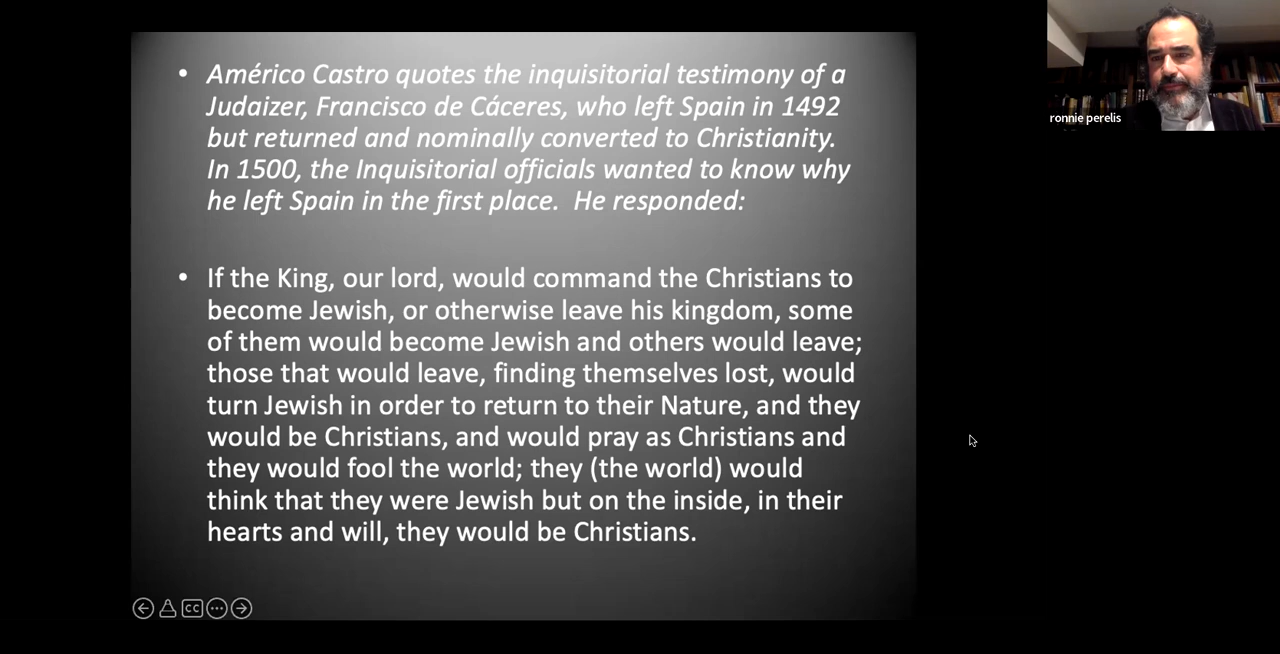 • Américo Castro quotes the inquisitorial testimony of a
Judaizer, Francisco de Cáceres, who left Spain in 1492
but returned and nominally converted to Christianity.
In 1500, the Inquisitorial officials wanted to know why
he left Spain in the first place.  He responded:
• If the King, our lord, would command the Christians to
become Jewish, or otherwise leave his kingdom, some
of them would become Jewish and others would leave;
those that would leave, finding themselves lost, would
turn Jewish in order to return to their Nature, and they
would be Christians, and would pray as Christians and
they would fool the world; they (the world) would
think that they were Jewish but on the inside, in their
hearts and will, they would be Christians.
CC
ronnie perelis